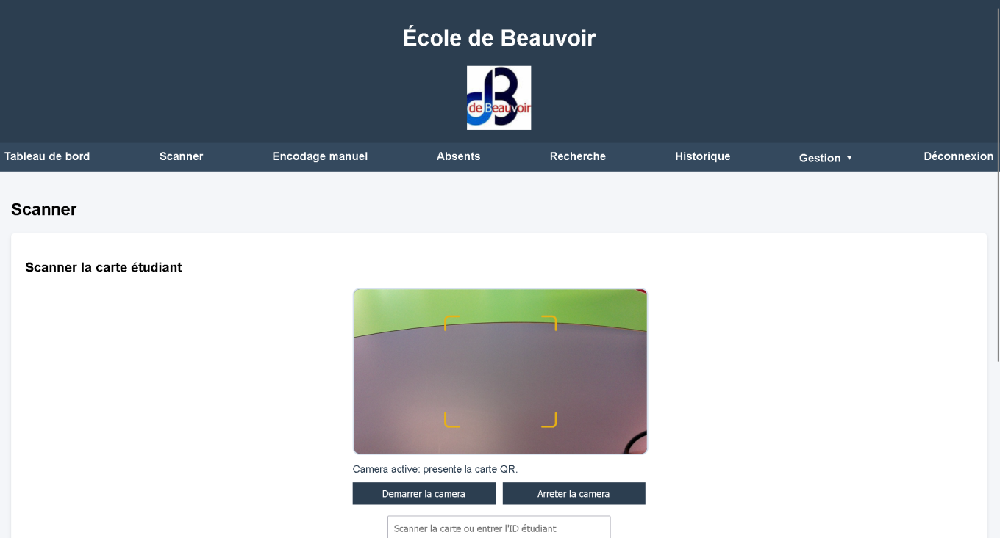 École de Beauvoir
de Beauvoir
Tableau de bord Scanner Encodage manuel Absents Recherche Historique Gestion ▼ Déconnexion
Scanner
Scanner la carte étudiant
Camera active: presente la carte QR.
Demarrer la camera Arreter la camera
Scanner la carte ou entrer l'ID étudiant